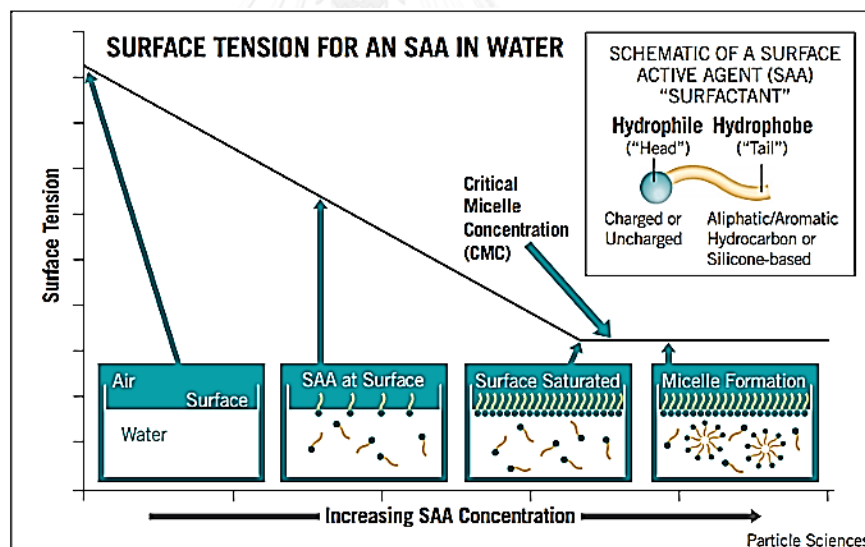 SURFACE TENSION FOR AN SAA IN WATER
SCHEMATIC OF A SURFACE
ACTIVE AGENT (SAA)
"SURFACTANT"
Hydrophile Hydrophobe
("Head") ("Tail")
Charged or
Uncharged
Aliphatic/Aromatic
Hydrocarbon or
Silicone-based
Critical
Micelle
Concentration
(CMC)
Surface Tension
Air
Surface
Water
SAA at Surface
Surface Saturated
Micelle Formation
Increasing SAA Concentration
Particle Sciences